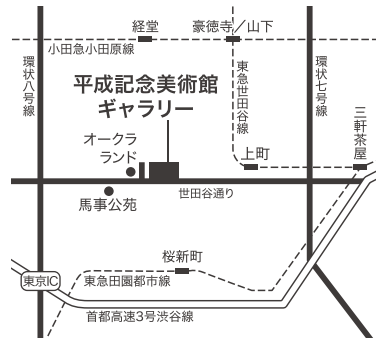 経堂
豪徳寺／山下
小田急小田原線
環状八号線
平成記念美術館
ギャラリー
東急世田谷線
環状七号線
三軒茶屋
オークラ
ランド
上町
世田谷通り
馬事公苑
桜新町
東京IC
東急田園都市線
首都高速3号渋谷線